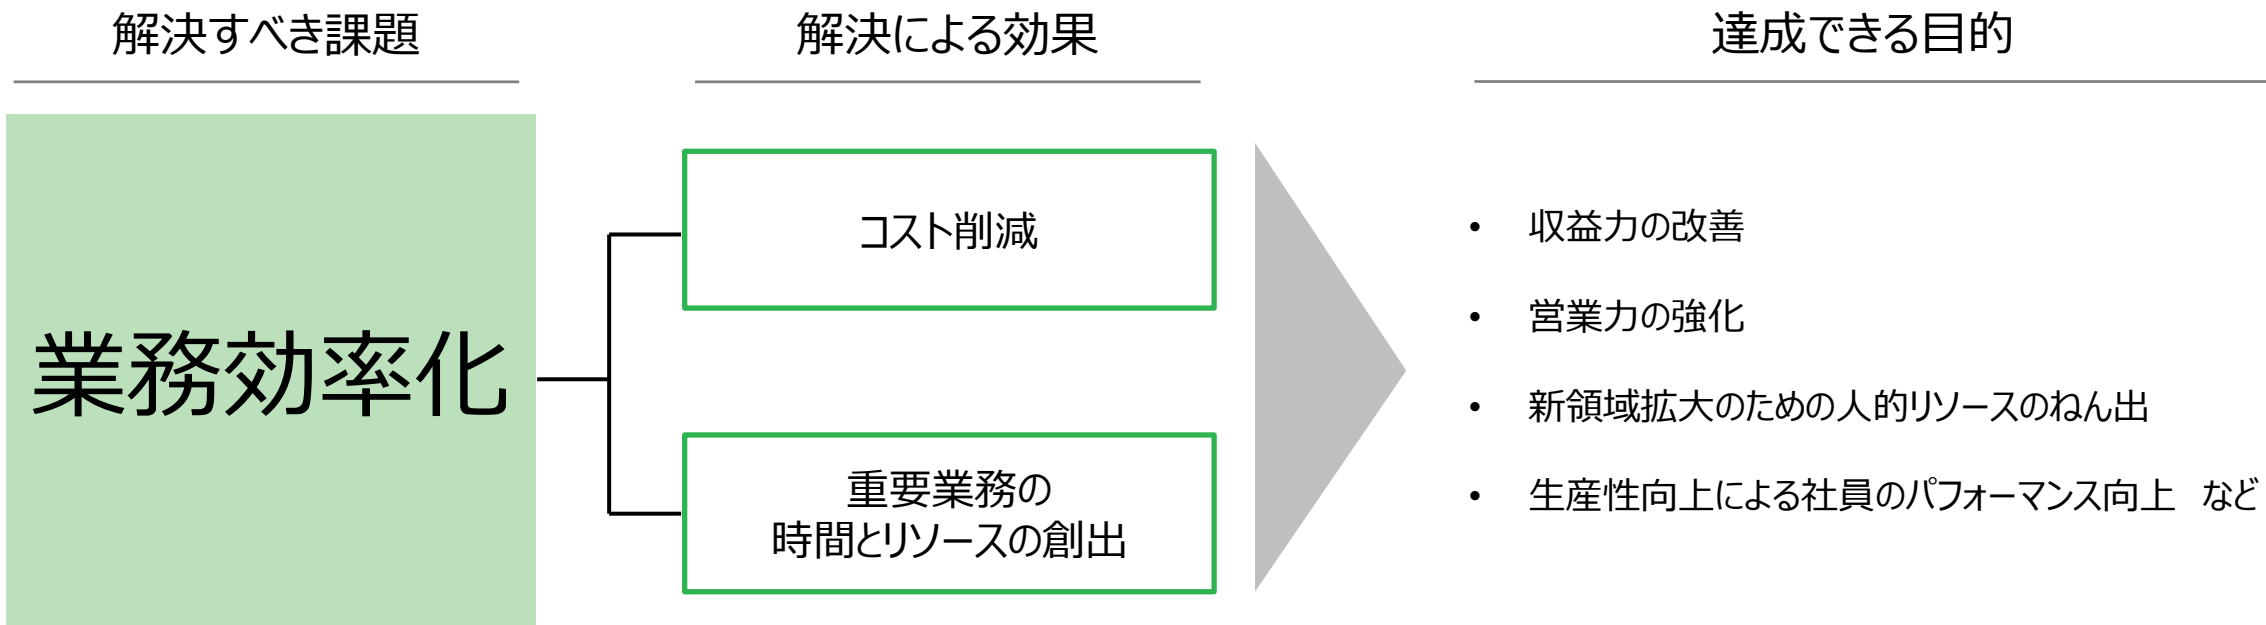 解決すべき課題
解決による効果
達成できる目的
業務効率化
コスト削減
重要業務の
時間とリソースの創出
• 収益力の改善
• 営業力の強化
• 新領域拡大のための人的リソースのねん出
• 生産性向上による社員のパフォーマンス向上　など